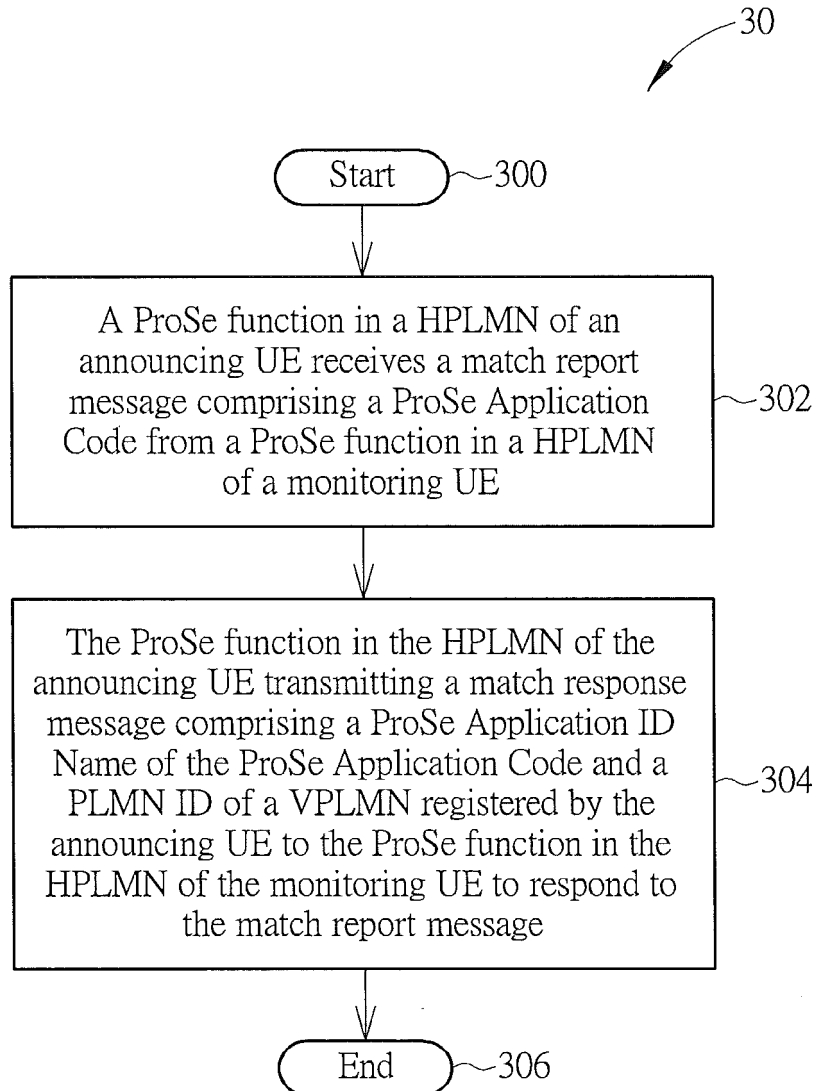 30
Start
300
A ProSe function in a HPLMN of an
announcing UE receives a match report
message comprising a ProSe Application
Code from a ProSe function in a HPLMN
of a monitoring UE
302
The ProSe function in the HPLMN of the
announcing UE transmitting a match response
message comprising a ProSe Application ID
Name of the ProSe Application Code and a
PLMN ID of a VPLMN registered by the
announcing UE to the ProSe function in the
HPLMN of the monitoring UE to respond to
the match report message
304
End
306